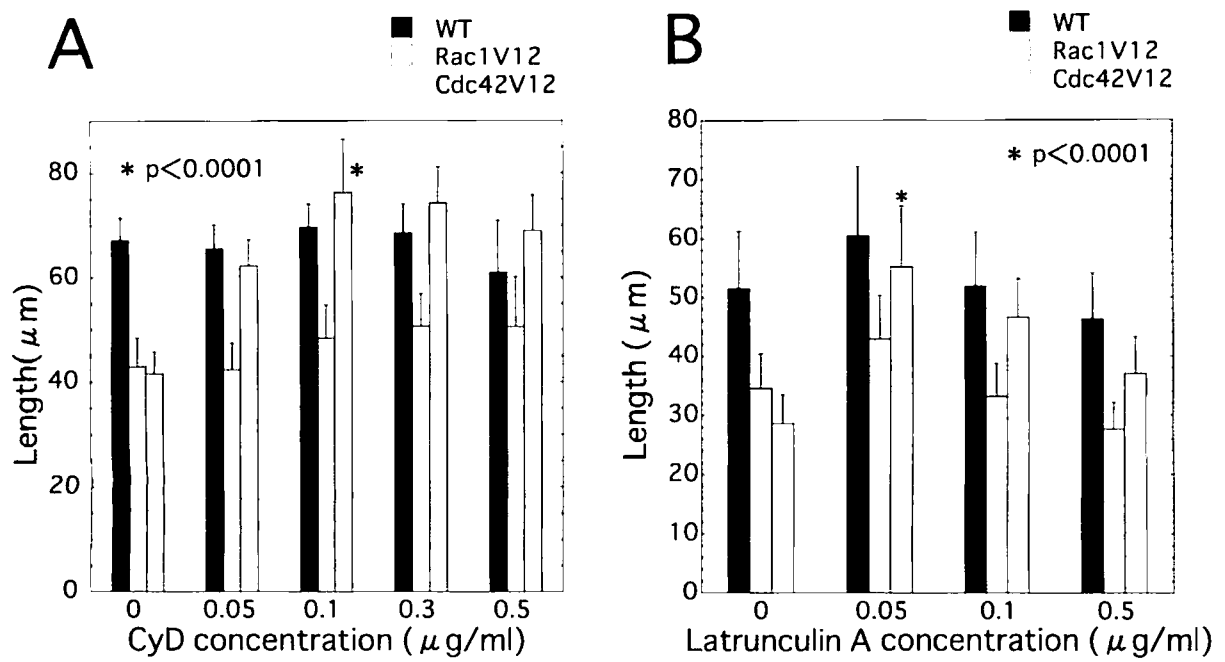 A
WT
Rac1V12
Cdc42V12
* p<0.0001
*
80
60
40
20
0
Length(μm)
0 0.05 0.1 0.3 0.5
CyD concentration (μg/ml)
B
WT
Rac1V12
Cdc42V12
* p<0.0001
*
80
70
60
50
40
30
20
10
0
Length (μm)
0 0.05 0.1 0.5
Latrunculin A concentration (μg/ml)